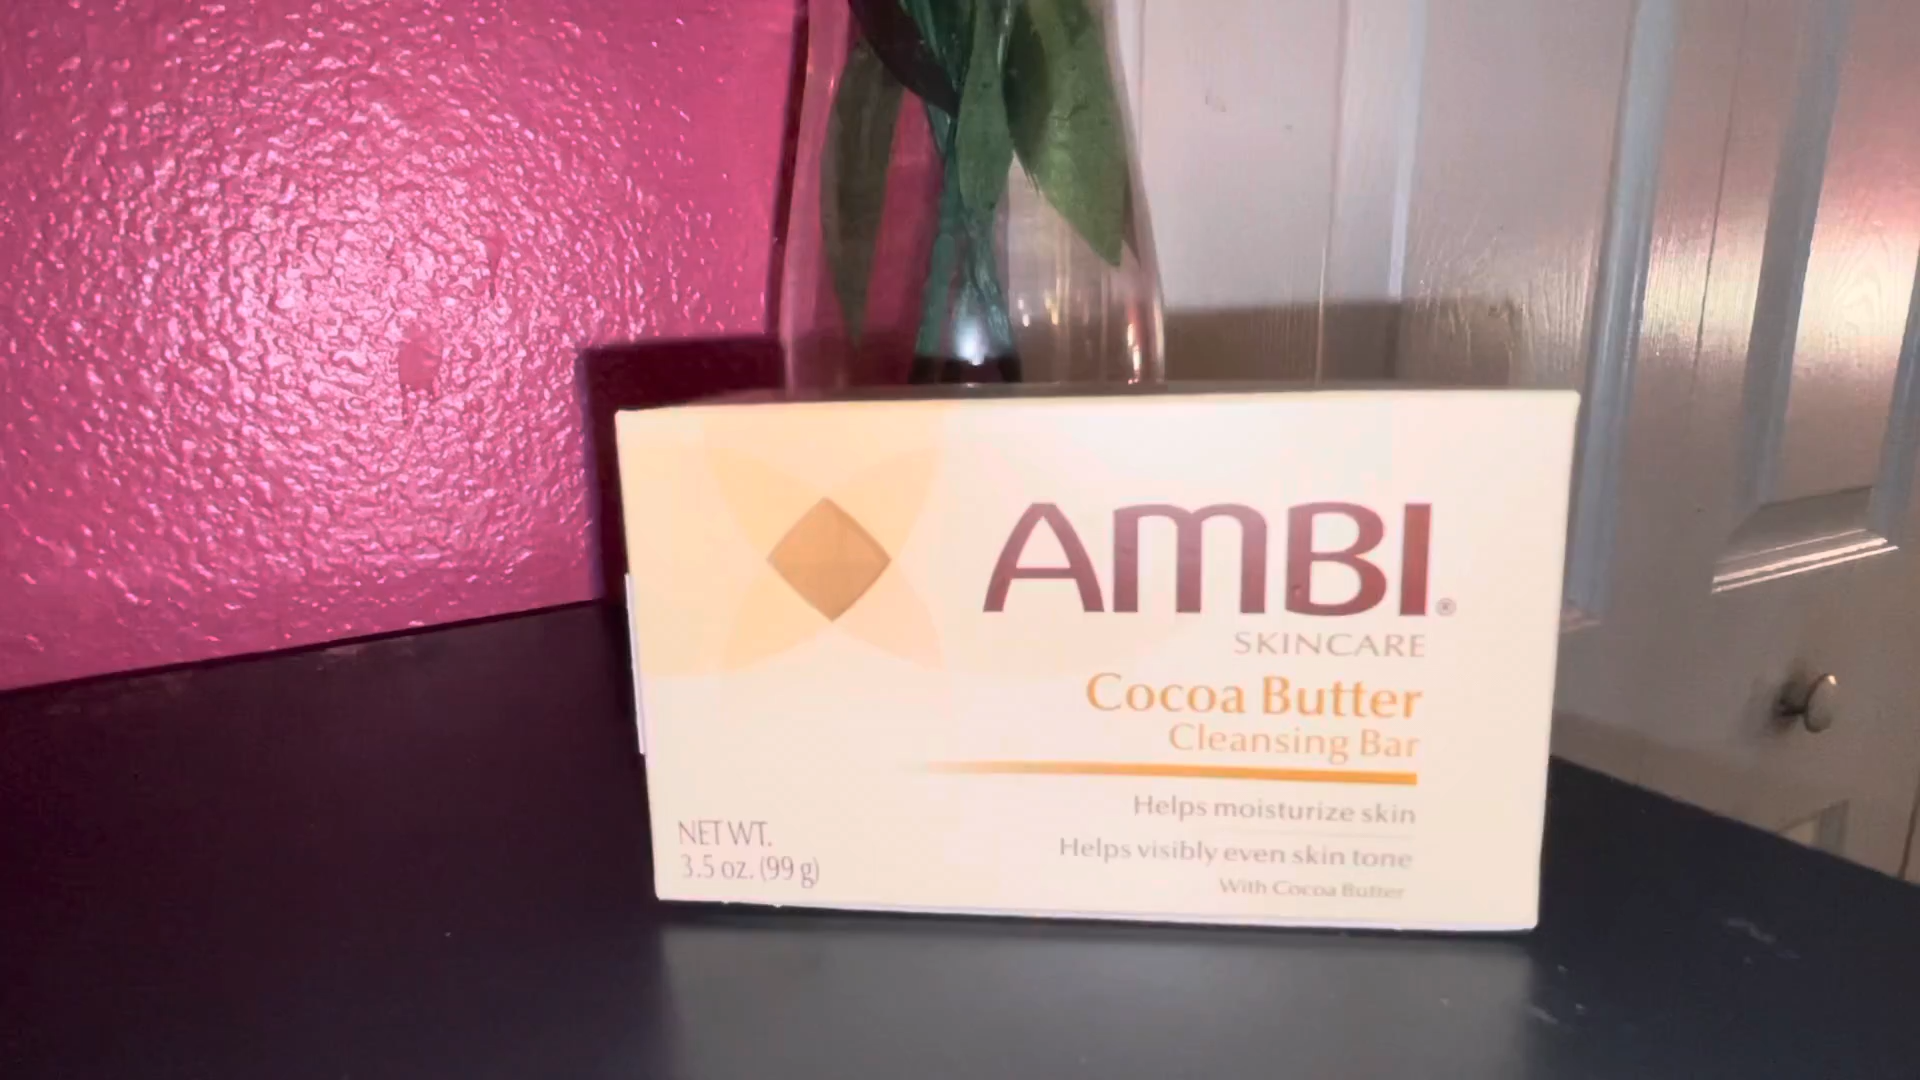 AMBI®
SKINCARE
Cocoa Butter
Cleansing Bar
Helps moisturize skin
Helps visibly even skin tone
With Cocoa Butter
NET WT.
3.5 oz. (99 g)